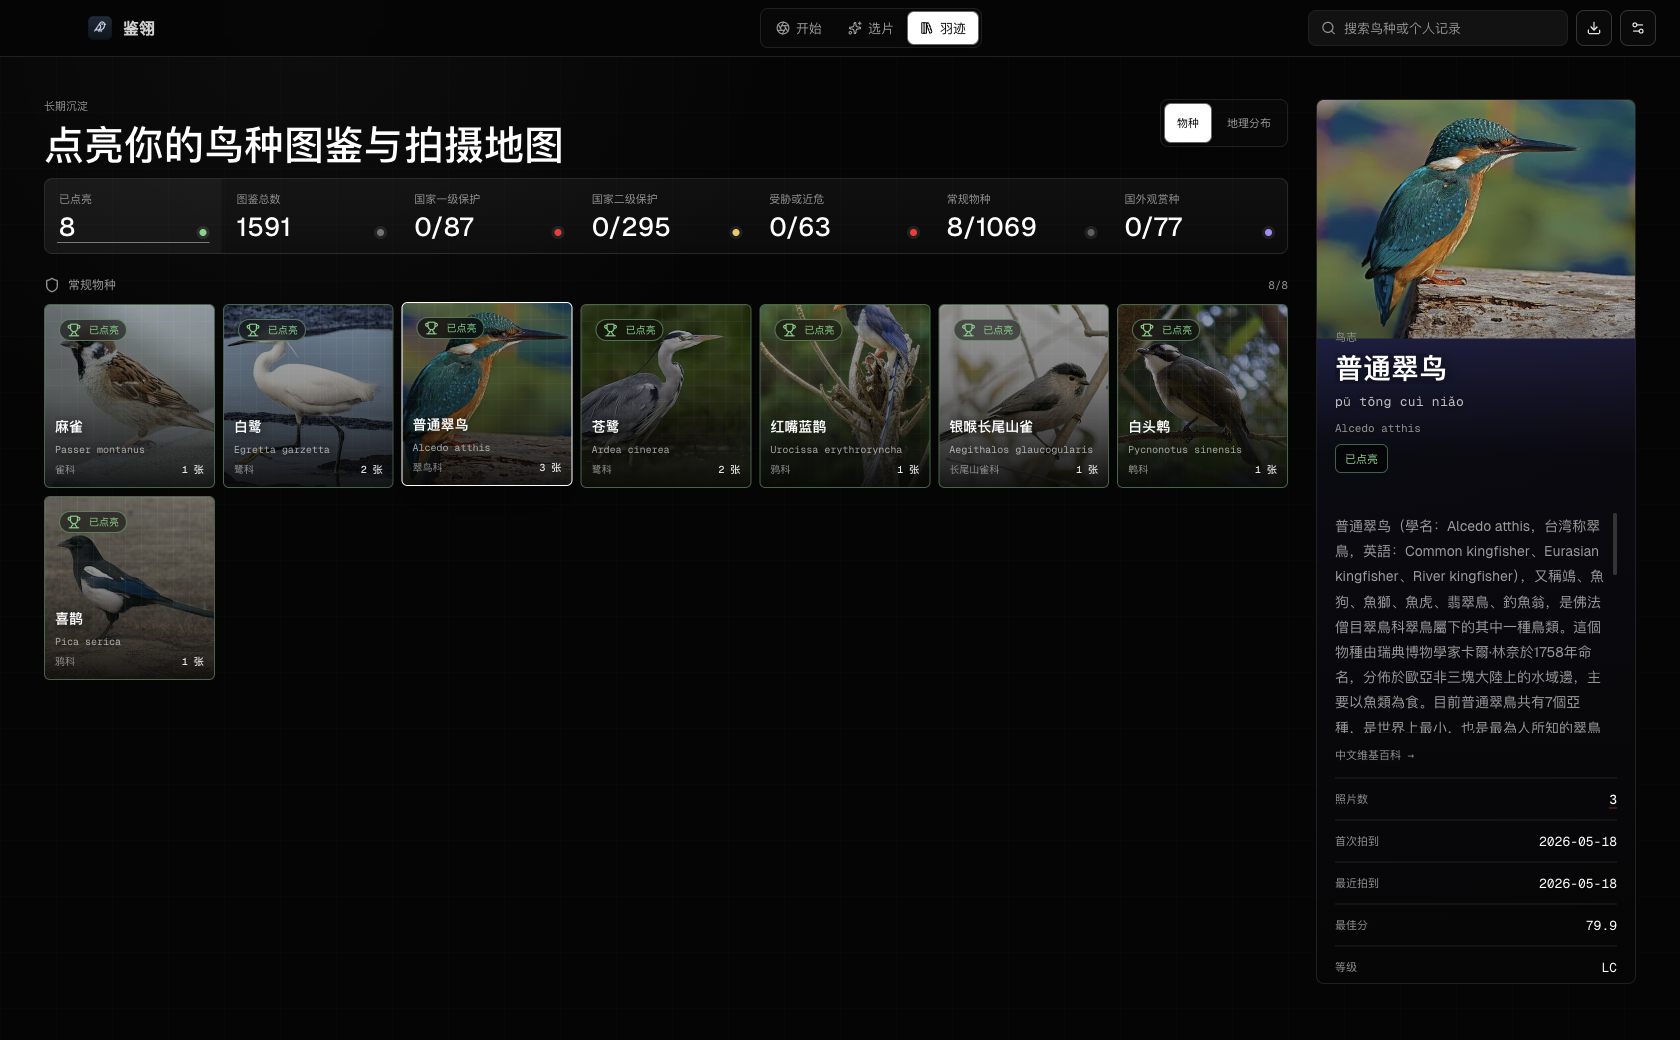 鉴翎
开始
选片
羽迹
搜索鸟种或个人记录
长期沉淀
点亮你的鸟种图鉴与拍摄地图
物种
地理分布
已点亮
8
图鉴总数
1591
国家一级保护
0/87
国家二级保护
0/295
受胁或近危
0/63
常规物种
8/1069
国外观赏种
0/77
常规物种
8/8
已点亮
麻雀
Passer montanus
雀科
1 张
已点亮
白鹭
Egretta garzetta
鹭科
2 张
已点亮
普通翠鸟
Alcedo atthis
翠鸟科
3 张
已点亮
苍鹭
Ardea cinerea
鹭科
2 张
已点亮
红嘴蓝鹊
Urocissa erythroryncha
鸦科
1 张
已点亮
银喉长尾山雀
Aegithalos glaucogularis
长尾山雀科
1 张
已点亮
白头鹎
Pycnonotus sinensis
鹎科
1 张
已点亮
喜鹊
Pica serica
鸦科
1 张
鸟志
普通翠鸟
pǔ tōng cuì niǎo
Alcedo atthis
已点亮
普通翠鸟（學名：Alcedo atthis，台湾称翠
鳥，英語：Common kingfisher、Eurasian
kingfisher、River kingfisher），又稱鴗、魚
狗、魚獅、魚虎、翡翠鳥、釣魚翁，是佛法
僧目翠鳥科翠鳥屬下的其中一種鳥類。這個
物種由瑞典博物學家卡爾·林奈於1758年命
名，分佈於歐亞非三塊大陸上的水域邊，主
要以魚類為食。目前普通翠鳥共有7個亞
種，是世界上最小、也是最為人所知的翠鳥
中文维基百科 →
照片数
3
首次拍到
2026-05-18
最近拍到
2026-05-18
最佳分
79.9
等级
LC